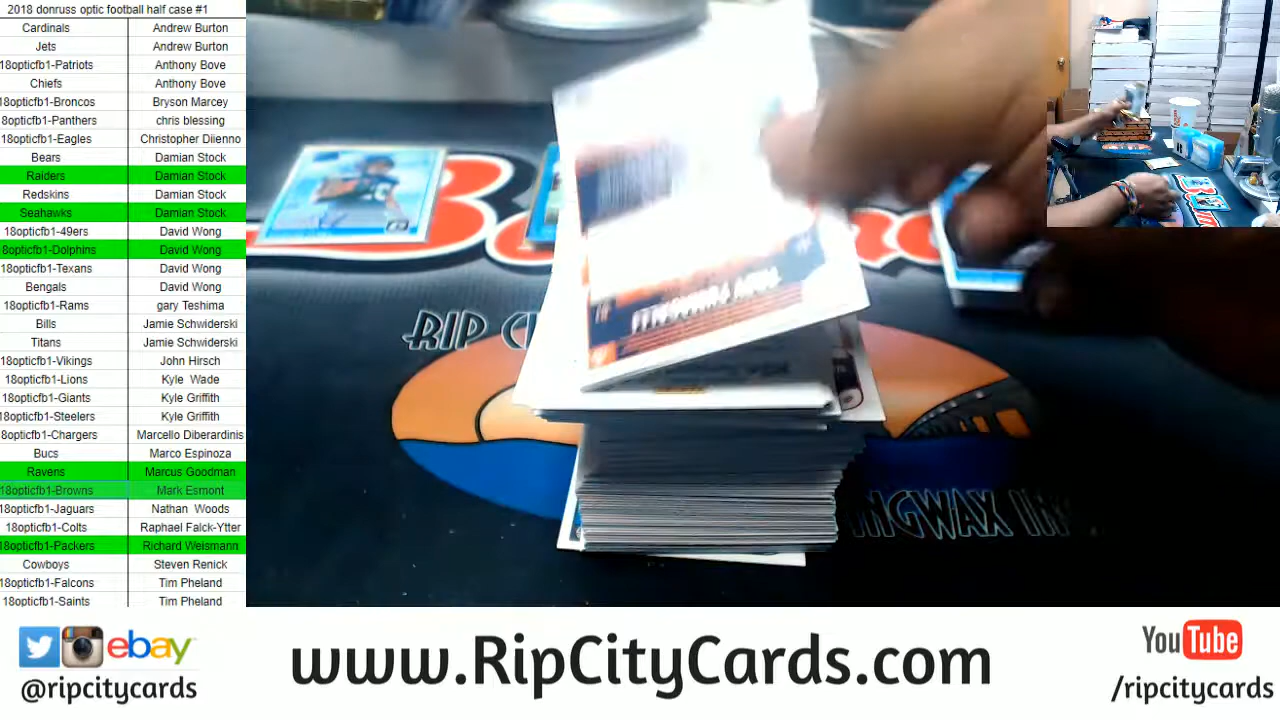 2018 donruss optic football half case #1
Cardinals Andrew Burton
Jets Andrew Burton
18opticfb1-Patriots Anthony Bove
Chiefs Anthony Bove
18opticfb1-Broncos Bryson Marcey
8opticfb1-Panthers chris blessing
18opticfb1-Eagles Christopher Diienno
Bears Damian Stock
Raiders Damian Stock
Redskins Damian Stock
Seahawks Damian Stock
18opticfb1-49ers David Wong
8opticfb1-Dolphins David Wong
18opticfb1-Texans David Wong
Bengals David Wong
18opticfb1-Rams gary Teshima
Bills Jamie Schwiderski
Titans Jamie Schwiderski
18opticfb1-Vikings John Hirsch
18opticfb1-Lions Kyle Wade
18opticfb1-Giants Kyle Griffith
18opticfb1-Steelers Kyle Griffith
8opticfb1-Chargers Marcello Diberardinis
Bucs Marco Espinoza
Ravens Marcus Goodman
18opticfb1-Browns Mark Esmont
18opticfb1-Jaguars Nathan Woods
18opticfb1-Colts Raphael Falck-Ytter
18opticfb1-Packers Richard Weismann
Cowboys Steven Renick
18opticfb1-Falcons Tim Pheland
18opticfb1-Saints Tim Pheland
RIP C
INGWAX IN
ebay
@ripcitycards
www.RipCityCards.com
YouTube
/ripcitycards